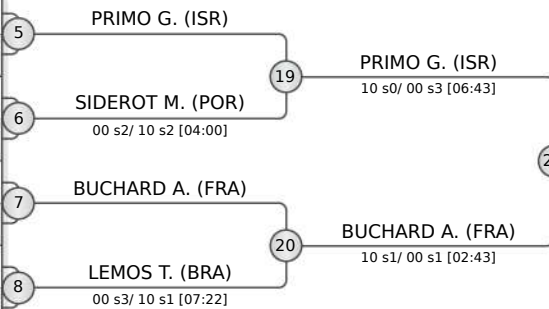 5
PRIMO G. (ISR)
19
PRIMO G. (ISR)
10 s0/ 00 s3 [06:43]
6
SIDEROT M. (POR)
00 s2/ 10 s2 [04:00]
7
BUCHARD A. (FRA)
20
BUCHARD A. (FRA)
10 s1/ 00 s1 [02:43]
8
LEMOS T. (BRA)
00 s3/ 10 s1 [07:22]